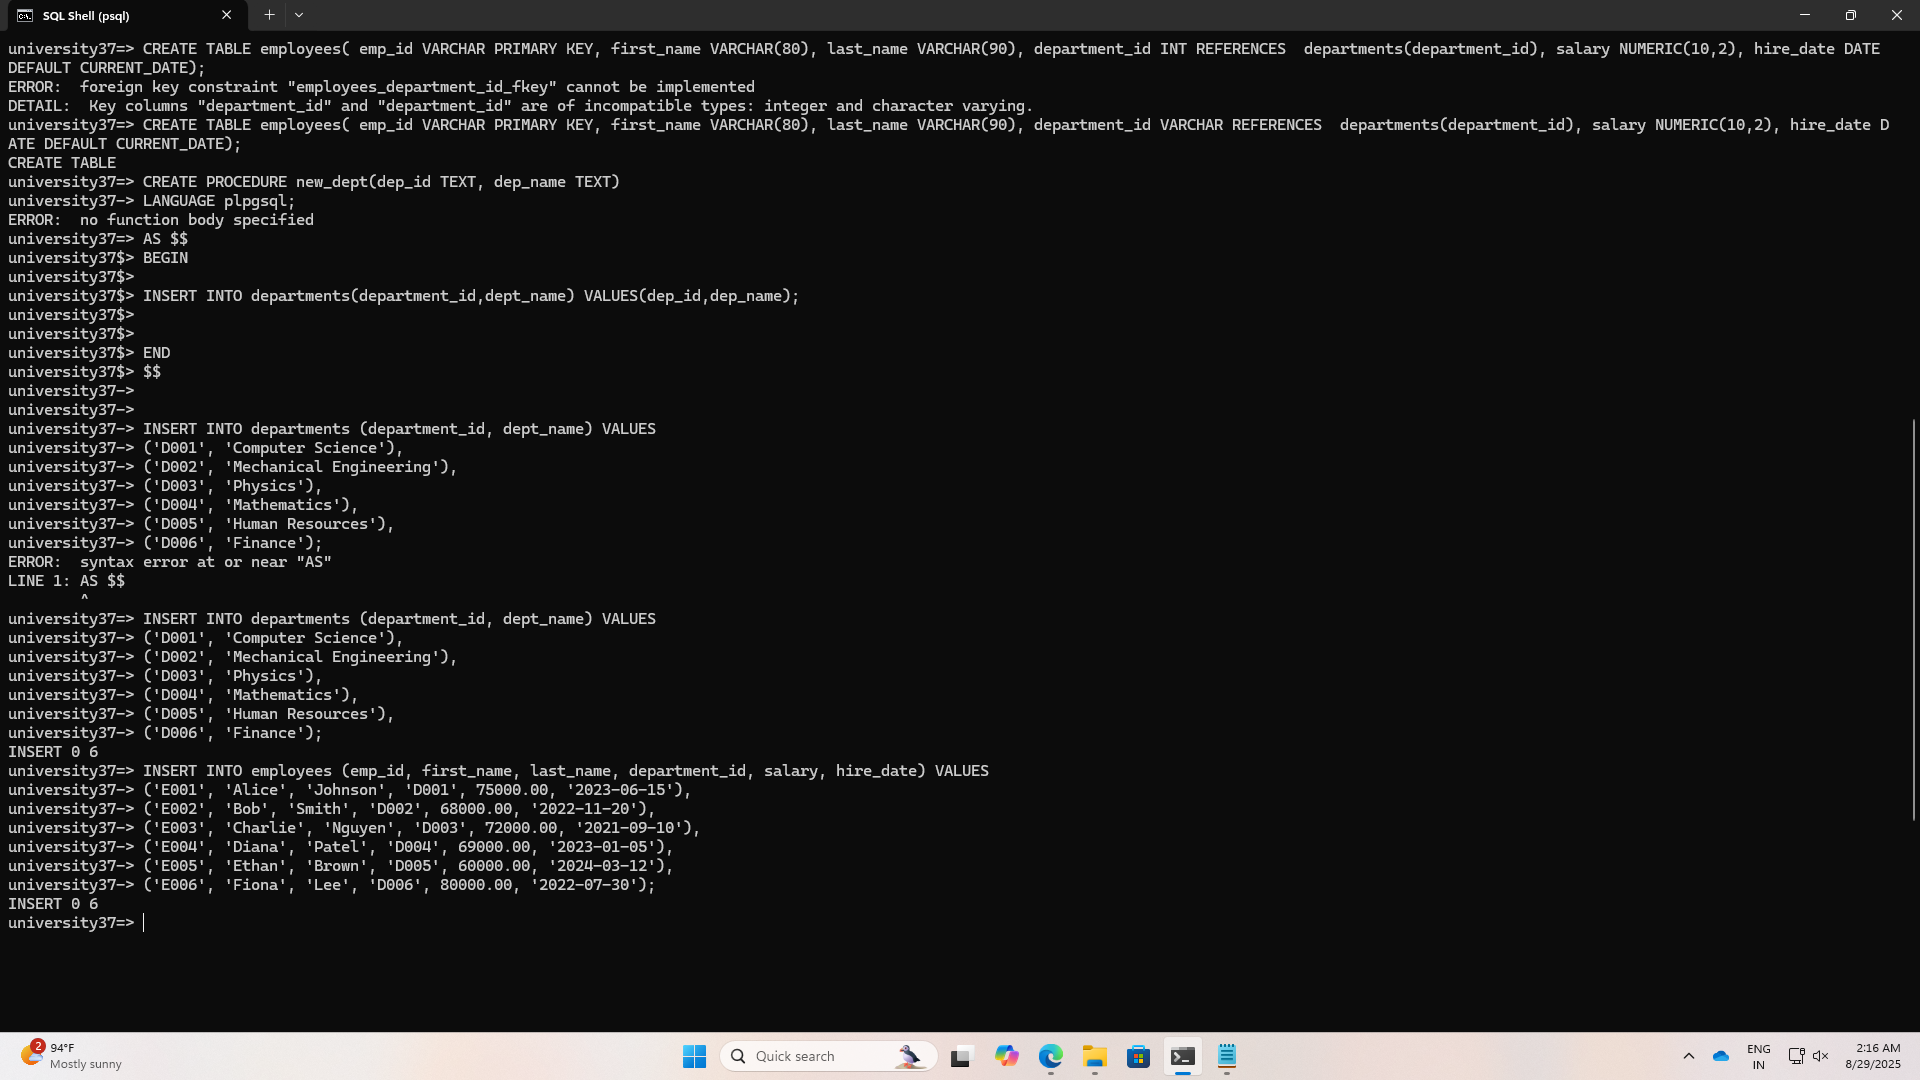 SQL Shell (psql)
university37=> CREATE TABLE employees( emp_id VARCHAR PRIMARY KEY, first_name VARCHAR(80), last_name VARCHAR(90), department_id INT REFERENCES  departments(department_id), salary NUMERIC(10,2), hire_date DATE
DEFAULT CURRENT_DATE);
ERROR:  foreign key constraint "employees_department_id_fkey" cannot be implemented
DETAIL:  Key columns "department_id" and "department_id" are of incompatible types: integer and character varying.
university37=> CREATE TABLE employees( emp_id VARCHAR PRIMARY KEY, first_name VARCHAR(80), last_name VARCHAR(90), department_id VARCHAR REFERENCES  departments(department_id), salary NUMERIC(10,2), hire_date D
ATE DEFAULT CURRENT_DATE);
CREATE TABLE
university37=> CREATE PROCEDURE new_dept(dep_id TEXT, dep_name TEXT)
university37-> LANGUAGE plpgsql;
ERROR:  no function body specified
university37=> AS $$
university37$> BEGIN
university37$>
university37$> INSERT INTO departments(department_id,dept_name) VALUES(dep_id,dep_name);
university37$>
university37$>
university37$> END
university37$> $$
university37->
university37->
university37-> INSERT INTO departments (department_id, dept_name) VALUES
university37-> ('D001', 'Computer Science'),
university37-> ('D002', 'Mechanical Engineering'),
university37-> ('D003', 'Physics'),
university37-> ('D004', 'Mathematics'),
university37-> ('D005', 'Human Resources'),
university37-> ('D006', 'Finance');
ERROR:  syntax error at or near "AS"
LINE 1: AS $$
        ^
university37=> INSERT INTO departments (department_id, dept_name) VALUES
university37-> ('D001', 'Computer Science'),
university37-> ('D002', 'Mechanical Engineering'),
university37-> ('D003', 'Physics'),
university37-> ('D004', 'Mathematics'),
university37-> ('D005', 'Human Resources'),
university37-> ('D006', 'Finance');
INSERT 0 6
university37=> INSERT INTO employees (emp_id, first_name, last_name, department_id, salary, hire_date) VALUES
university37-> ('E001', 'Alice', 'Johnson', 'D001', 75000.00, '2023-06-15'),
university37-> ('E002', 'Bob', 'Smith', 'D002', 68000.00, '2022-11-20'),
university37-> ('E003', 'Charlie', 'Nguyen', 'D003', 72000.00, '2021-09-10'),
university37-> ('E004', 'Diana', 'Patel', 'D004', 69000.00, '2023-01-05'),
university37-> ('E005', 'Ethan', 'Brown', 'D005', 60000.00, '2024-03-12'),
university37-> ('E006', 'Fiona', 'Lee', 'D006', 80000.00, '2022-07-30');
INSERT 0 6
university37=>
2
94°F
Mostly sunny
Quick search
ENG
IN
2:16 AM
8/29/2025